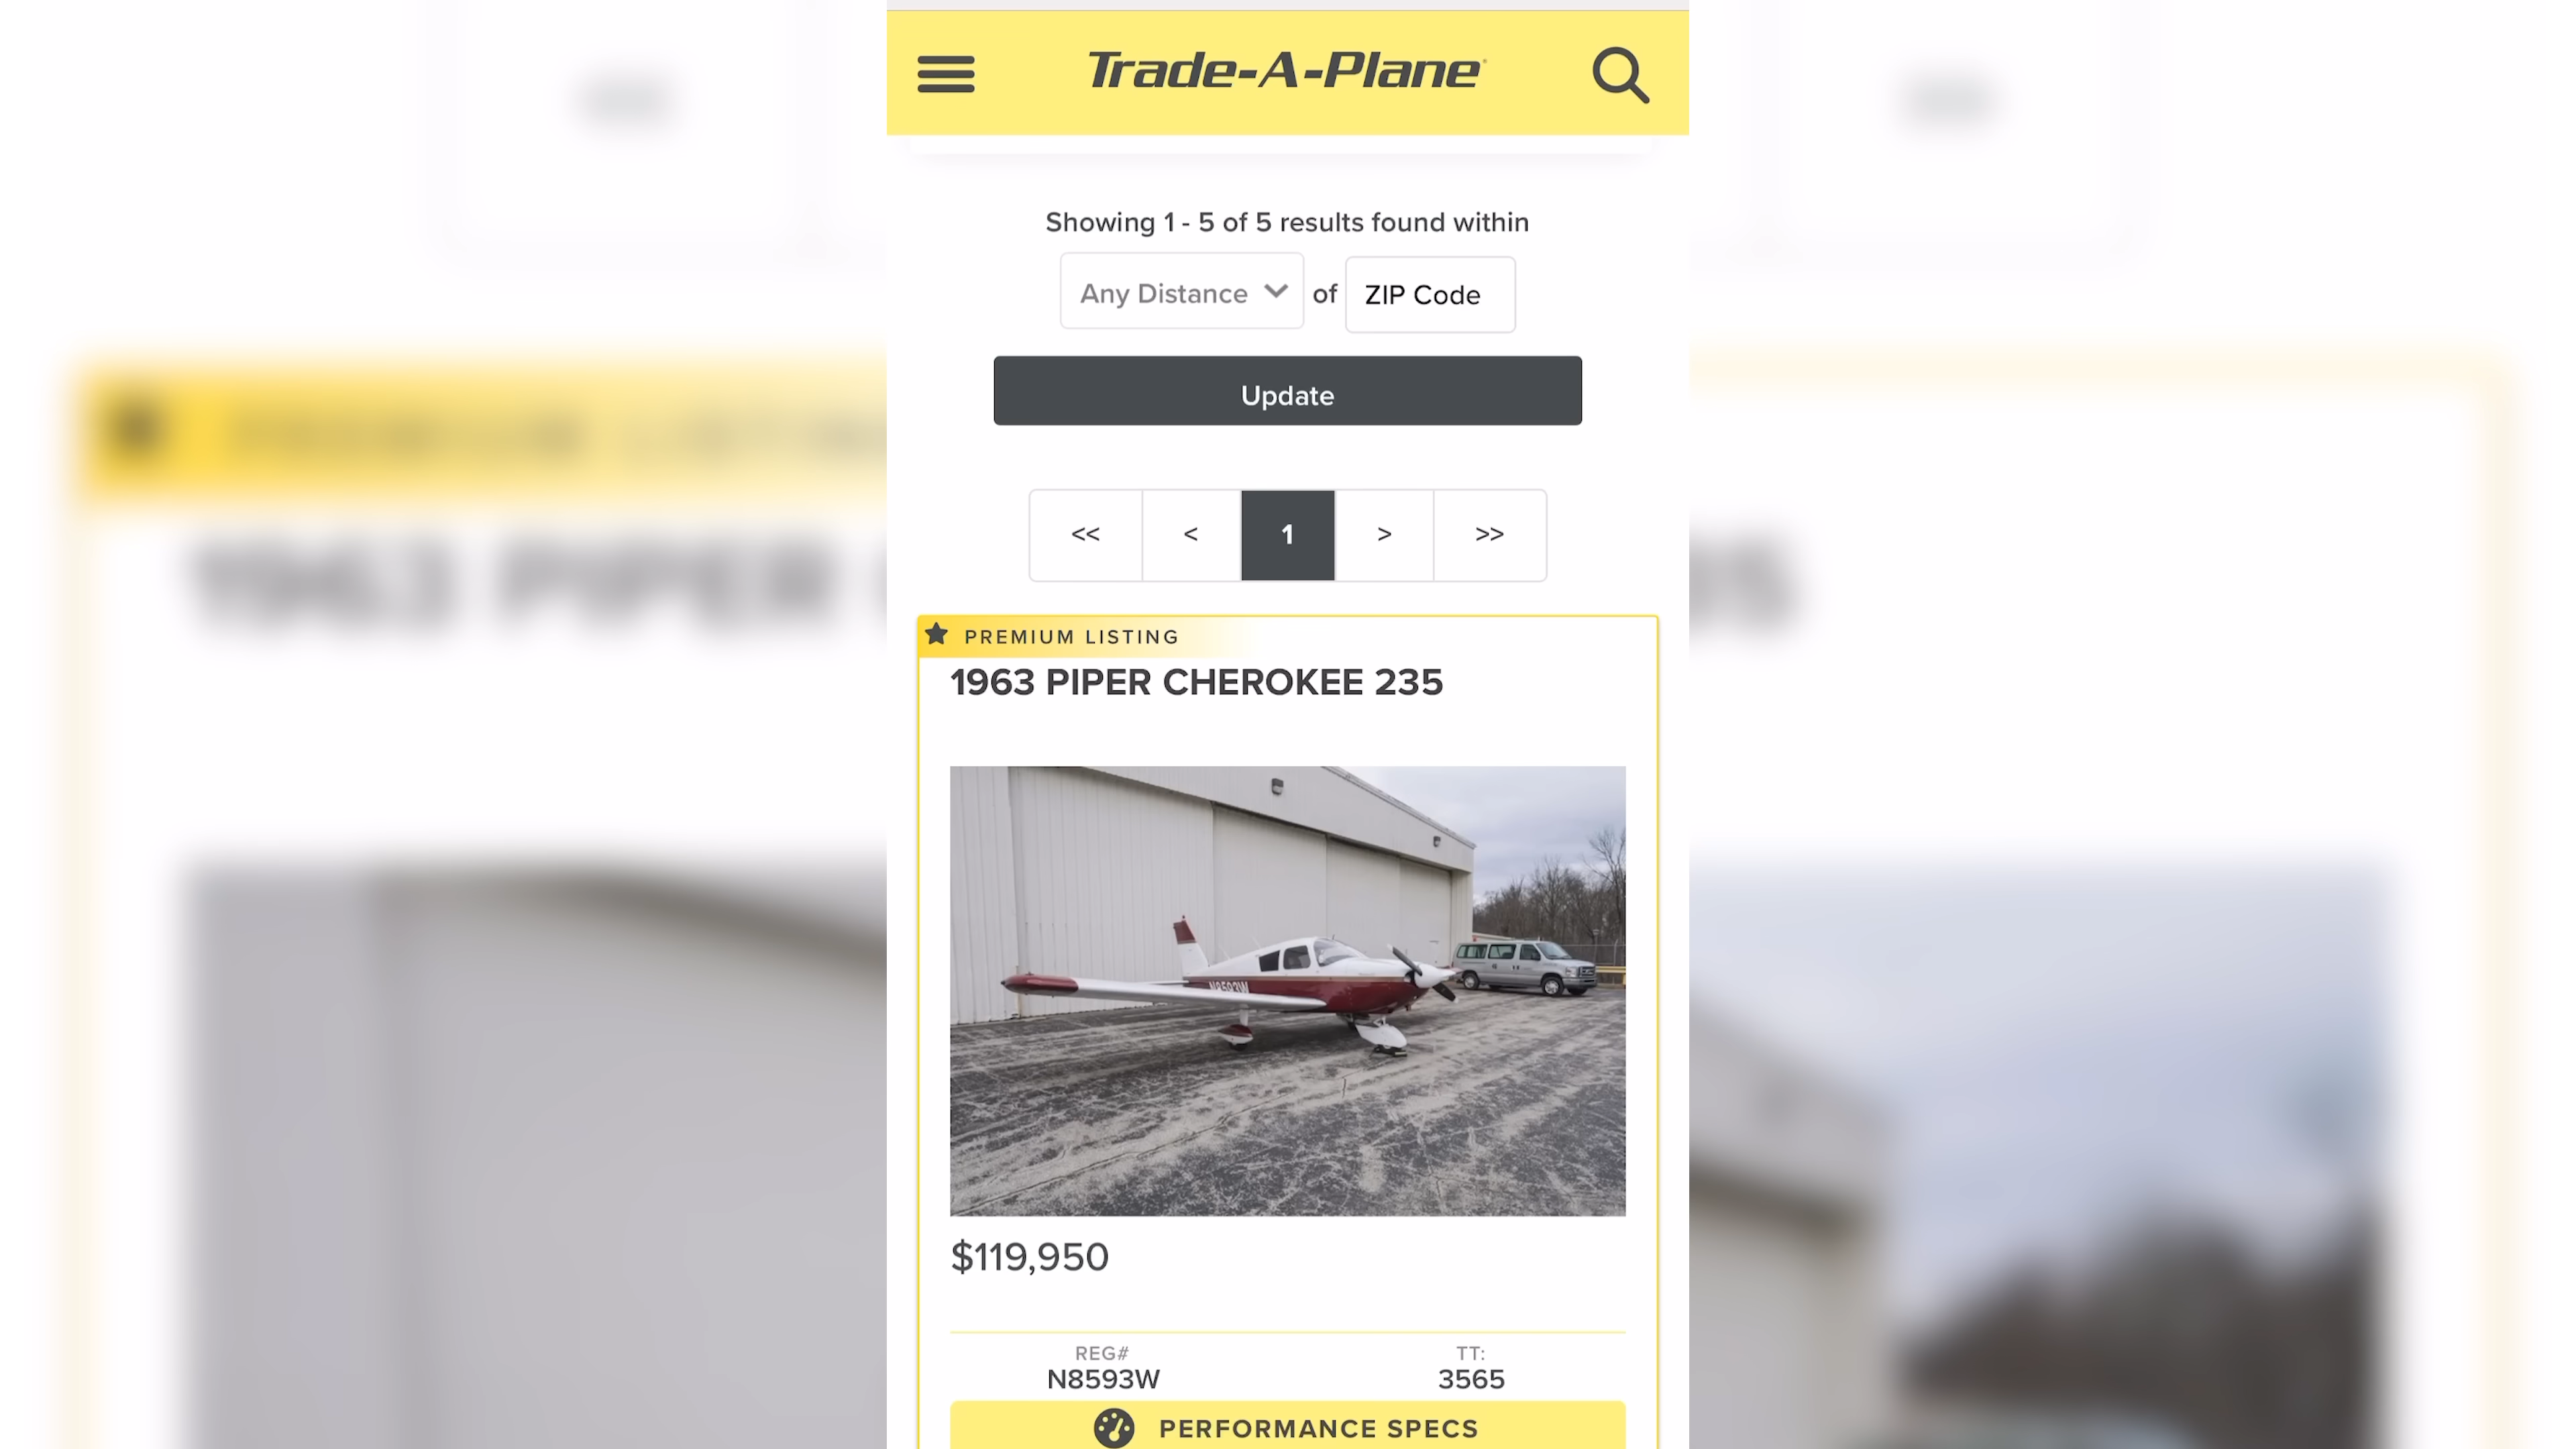 Trade-A-Plane
Showing 1 - 5 of 5 results found within
Any Distance of ZIP Code
Update
<< < 1 > >>
PREMIUM LISTING
1963 PIPER CHEROKEE 235
N8593W
$119,950
REG# TT:
N8593W 3565
PERFORMANCE SPECS